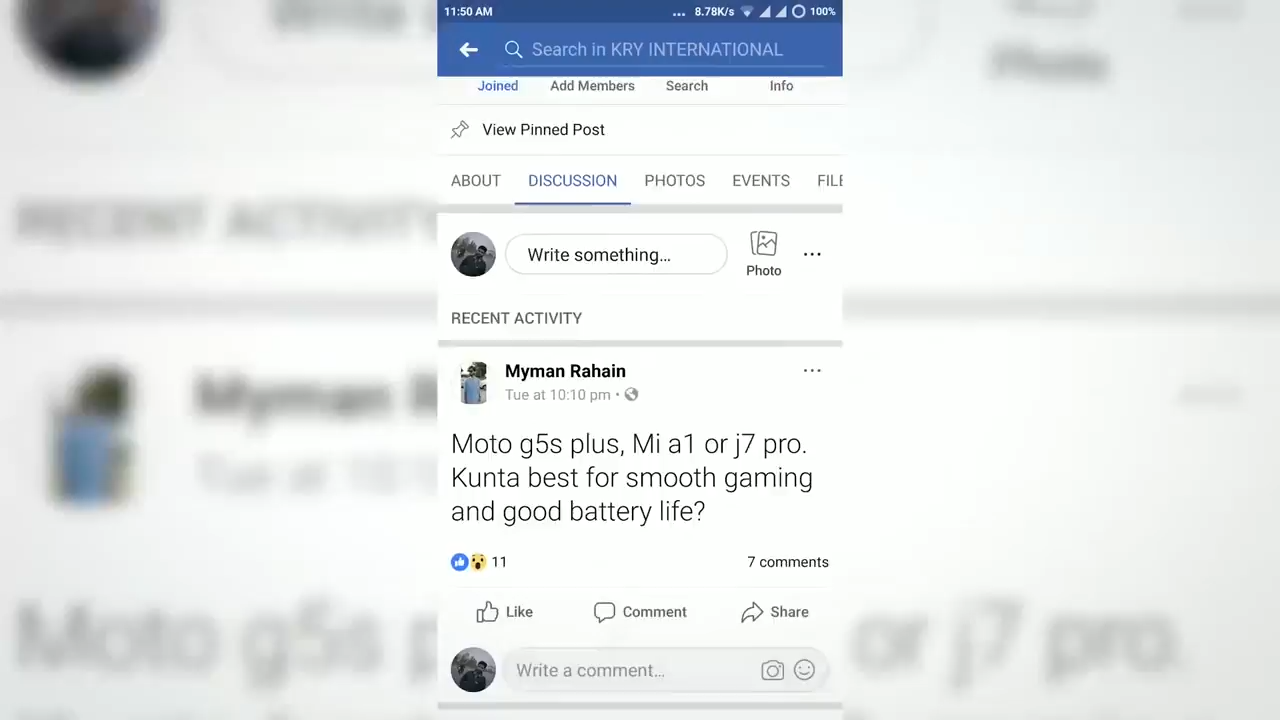 11:50 AM ... 8.78K/s 100%
Search in KRY INTERNATIONAL
Joined Add Members Search Info
View Pinned Post
ABOUT DISCUSSION PHOTOS EVENTS FILE
Write something...
Photo
RECENT ACTIVITY
Myman Rahain
Tue at 10:10 pm •
Moto g5s plus, Mi a1 or j7 pro.
Kunta best for smooth gaming
and good battery life?
11 7 comments
Like Comment Share
Write a comment...